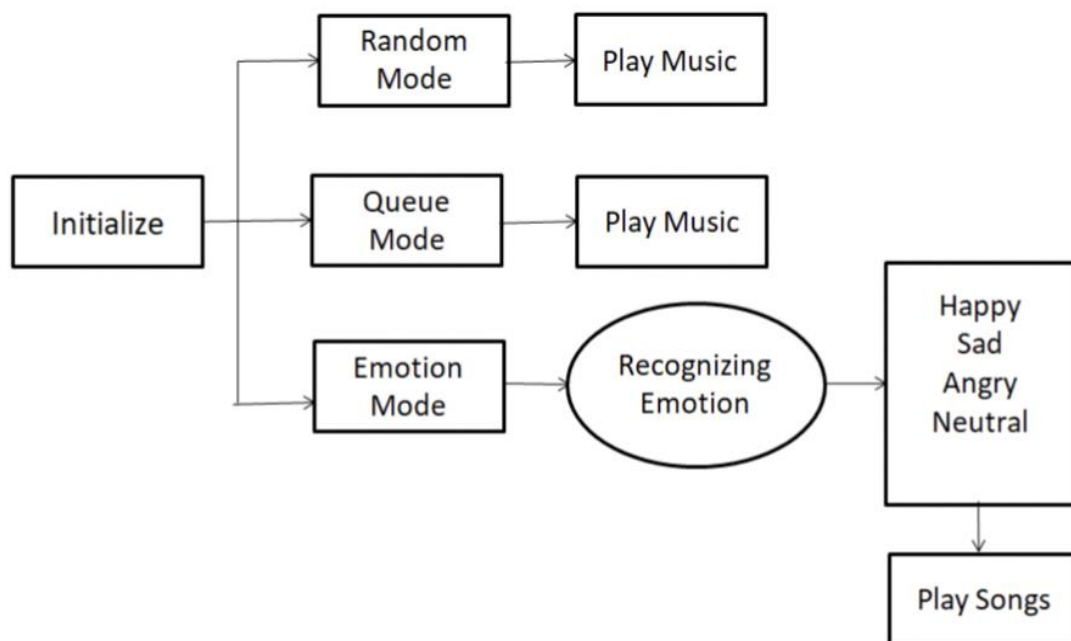 Random
Mode
Play Music
Initialize
Queue
Mode
Play Music
Emotion
Mode
Recognizing
Emotion
Happy
Sad
Angry
Neutral
Play Songs